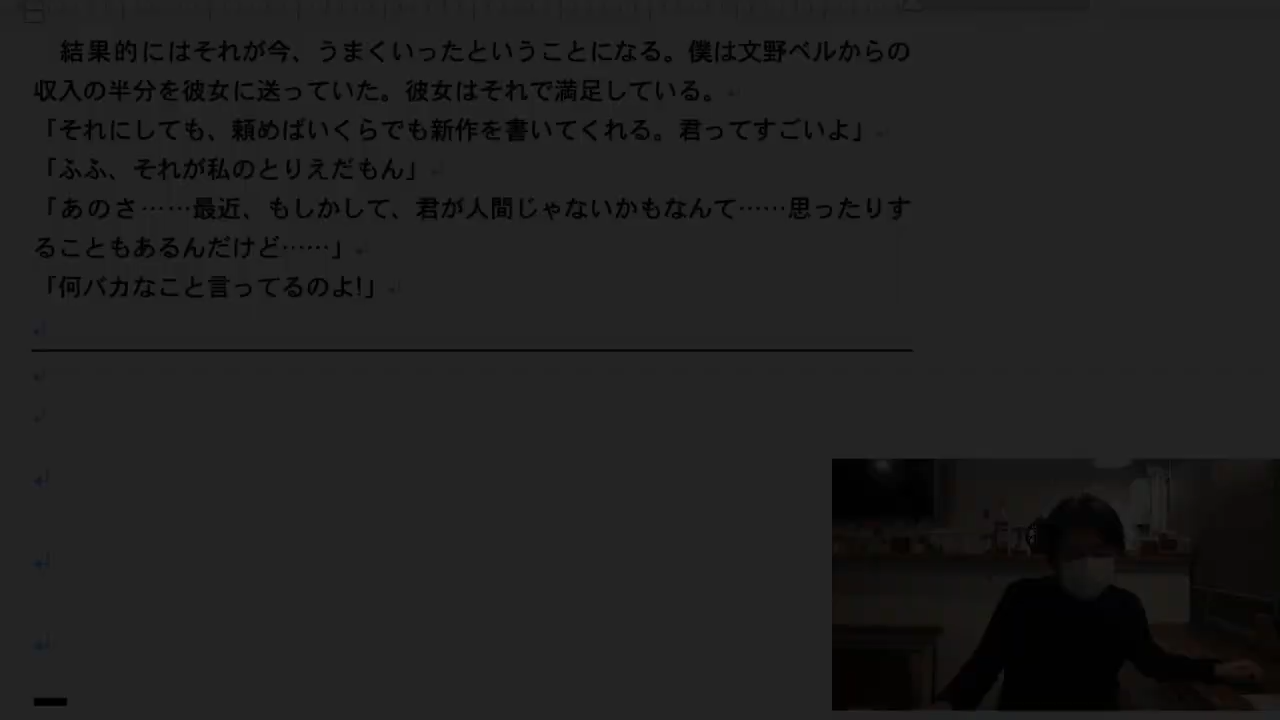 結果的にはそれが今、うまくいったということになる。僕は文野ベルからの
収入の半分を彼女に送っていた。彼女はそれで満足している。
「それにしても、頼めばいくらでも新作を書いてくれる。君ってすごいよ」
「ふふ、それが私のとりえだもん」
「あのさ……最近、もしかして、君が人間じゃないかもなんて……思ったりす
ることもあるんだけど……」
「何バカなこと言ってるのよ!」